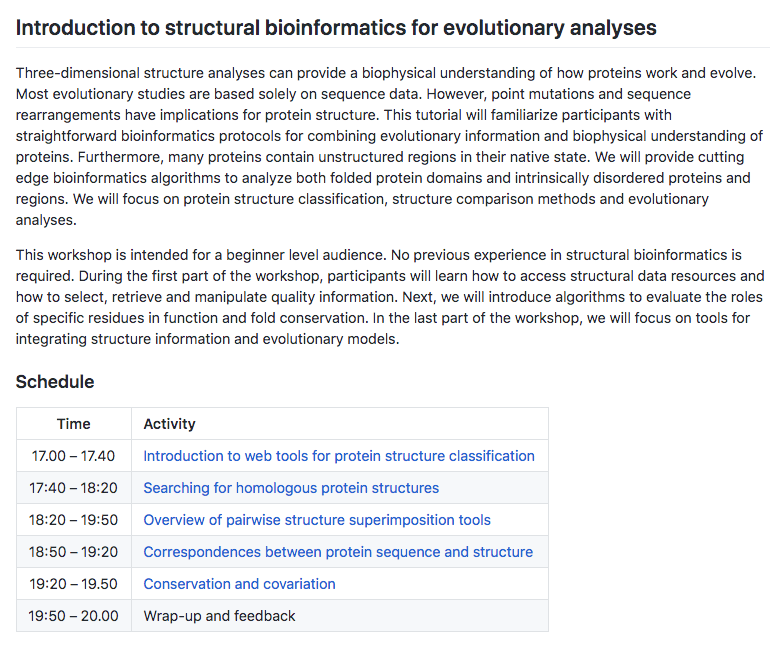 Introduction to structural bioinformatics for evolutionary analyses
Three-dimensional structure analyses can provide a biophysical understanding of how proteins work and evolve.
Most evolutionary studies are based solely on sequence data. However, point mutations and sequence
rearrangements have implications for protein structure. This tutorial will familiarize participants with
straightforward bioinformatics protocols for combining evolutionary information and biophysical understanding of
proteins. Furthermore, many proteins contain unstructured regions in their native state. We will provide cutting
edge bioinformatics algorithms to analyze both folded protein domains and intrinsically disordered proteins and
regions. We will focus on protein structure classification, structure comparison methods and evolutionary
analyses.
This workshop is intended for a beginner level audience. No previous experience in structural bioinformatics is
required. During the first part of the workshop, participants will learn how to access structural data resources and
how to select, retrieve and manipulate quality information. Next, we will introduce algorithms to evaluate the roles
of specific residues in function and fold conservation. In the last part of the workshop, we will focus on tools for
integrating structure information and evolutionary models.
Schedule
Time Activity
17.00 – 17.40 Introduction to web tools for protein structure classification
17:40 – 18:20 Searching for homologous protein structures
18:20 – 19:50 Overview of pairwise structure superimposition tools
18:50 – 19:20 Correspondences between protein sequence and structure
19:20 – 19.50 Conservation and covariation
19:50 – 20.00 Wrap-up and feedback